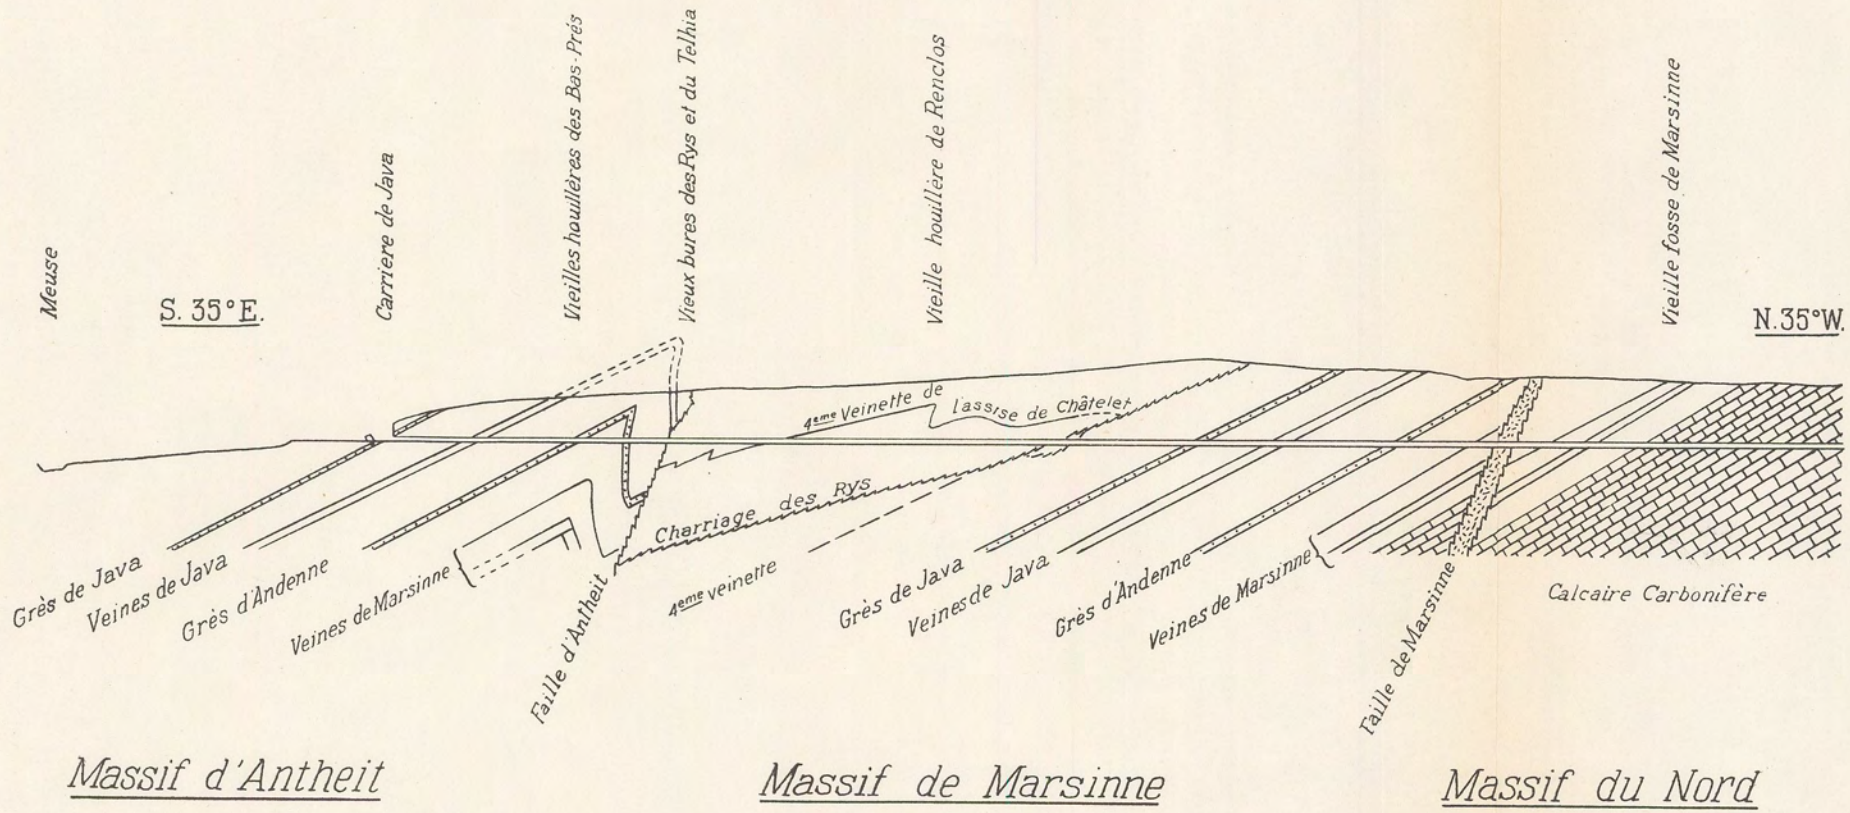 Meuse
S. 35° E.
Carriere de Java
Vieilles houillères des Bas-Prés
Vieux bures des Rys et du Telhia
Vieille houillère de Renclos
Vieille fosse de Marsinne
N. 35° W.
4eme Veinette de l'assise de Châtelet
Charriage des Rys
Grès de Java
Veines de Java
Grès d'Andenne
Veines de Marsinne
Faille d'Antheit
4eme veinette
Grès de Java
Veines de Java
Grès d'Andenne
Veines de Marsinne
Faille de Marsinne
Calcaire Carbonifère
Massif d'Antheit
Massif de Marsinne
Massif du Nord